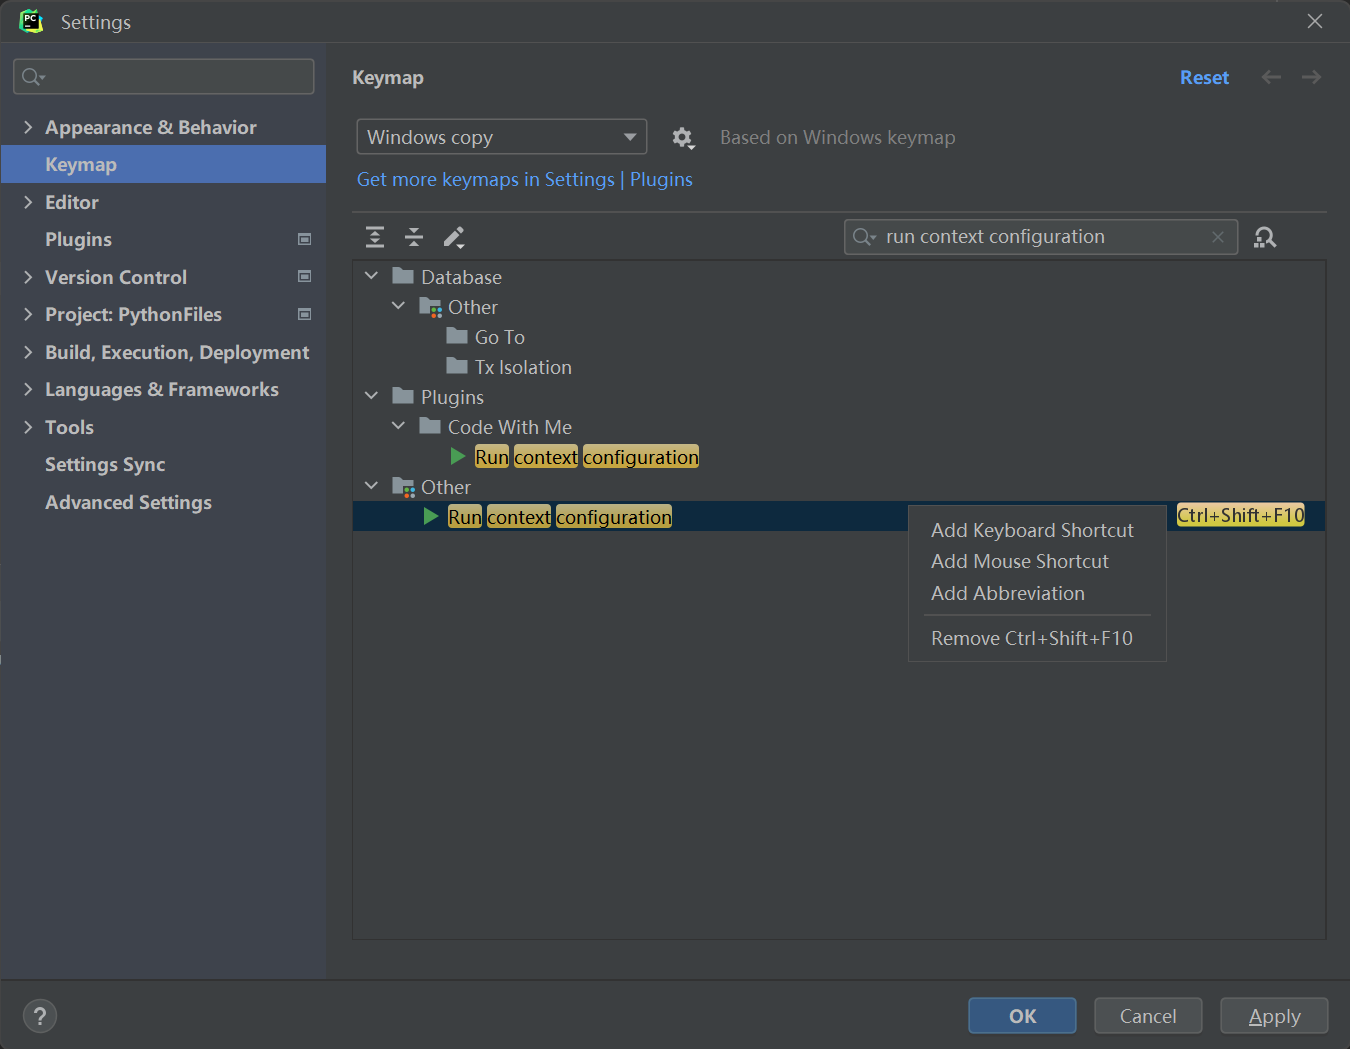 PC
Settings
Appearance & Behavior
Keymap
Editor
Plugins
Version Control
Project: PythonFiles
Build, Execution, Deployment
Languages & Frameworks
Tools
Settings Sync
Advanced Settings
Keymap
Reset
Windows copy
Based on Windows keymap
Get more keymaps in Settings | Plugins
run context configuration
Database
Other
Go To
Tx Isolation
Plugins
Code With Me
Run context configuration
Other
Run context configuration
Ctrl+Shift+F10
Add Keyboard Shortcut
Add Mouse Shortcut
Add Abbreviation
Remove Ctrl+Shift+F10
?
OK
Cancel
Apply